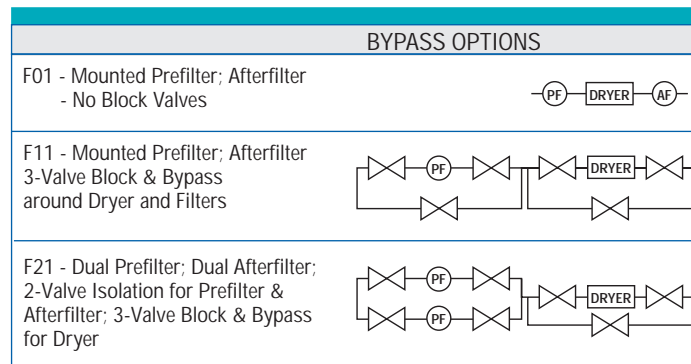 BYPASS OPTIONS
F01 - Mounted Prefilter; Afterfilter
- No Block Valves
PF DRYER AF
F11 - Mounted Prefilter; Afterfilter
3-Valve Block & Bypass
around Dryer and Filters
PF DRYER
F21 - Dual Prefilter; Dual Afterfilter;
2-Valve Isolation for Prefilter &
Afterfilter; 3-Valve Block & Bypass
for Dryer
PF
DRYER
PF